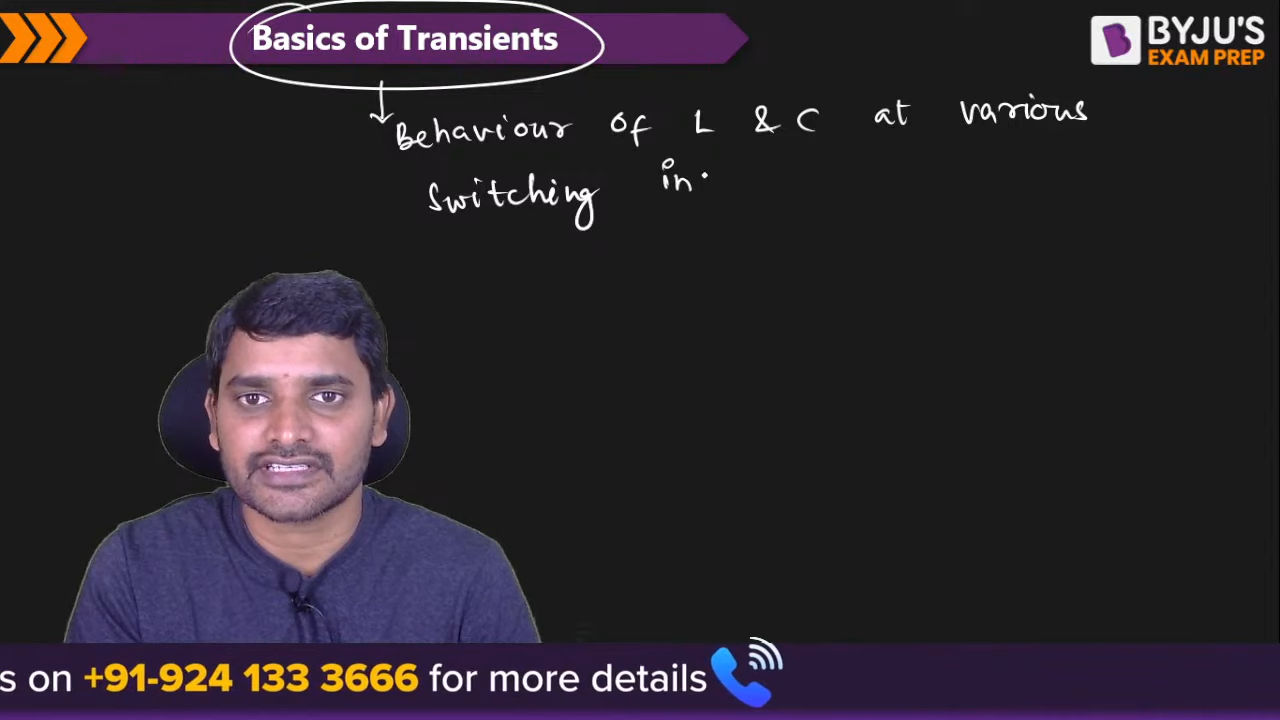 Basics of Transients
BYJU'S
EXAM PREP
Behaviour of L & C at various
Switching in
s on +91-924 133 3666 for more details